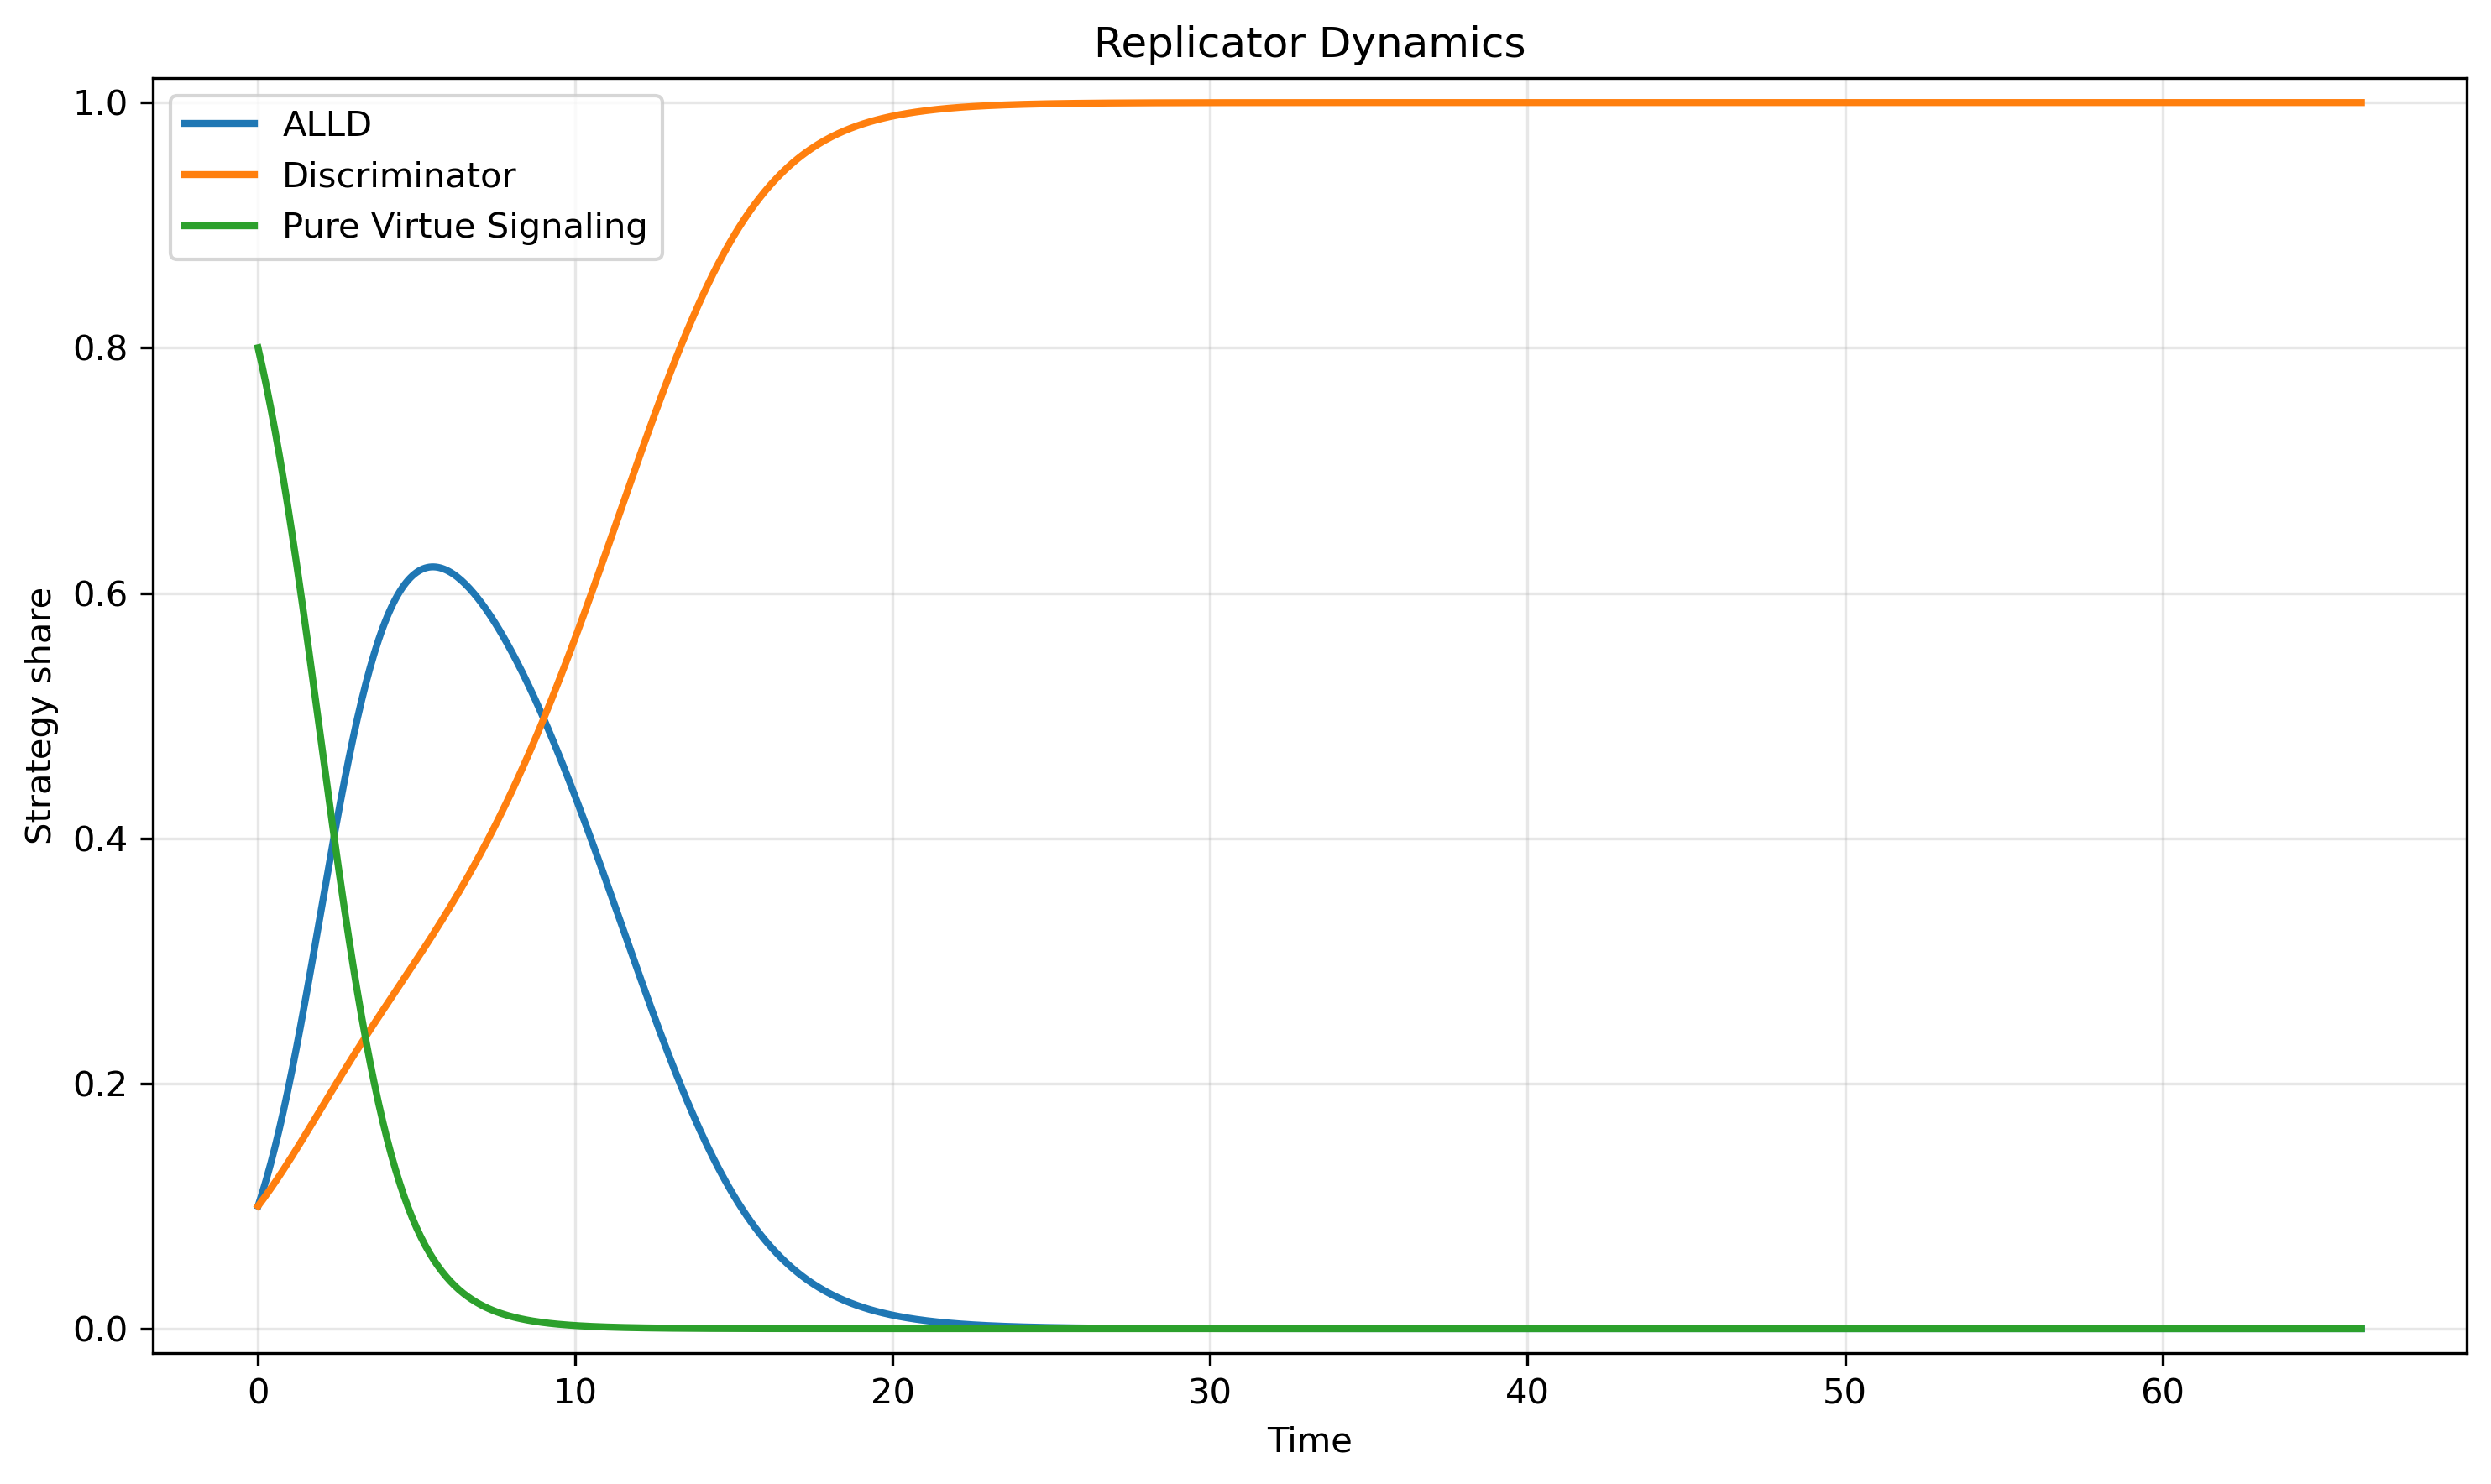 Replicator Dynamics
ALLD
Discriminator
Pure Virtue Signaling
Strategy share
1.0
0.8
0.6
0.4
0.2
0.0
0 10 20 30 40 50 60
Time